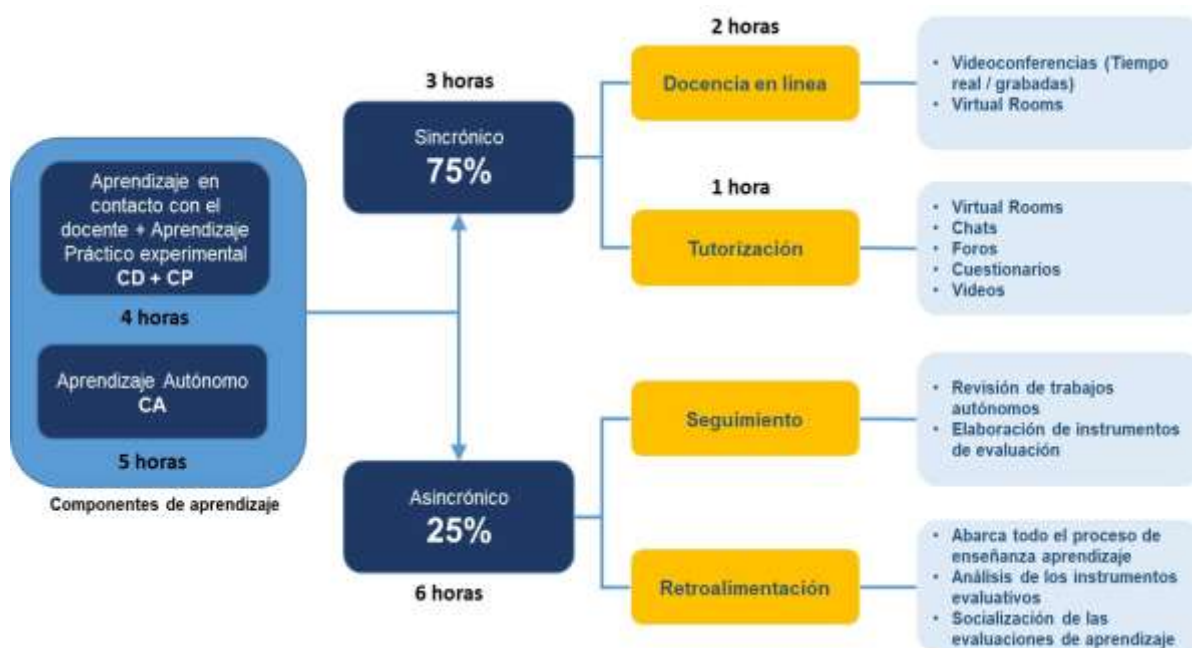 Aprendizaje en
contacto con el
docente + Aprendizaje
Práctico experimental
CD + CP
4 horas
Aprendizaje Autónomo
CA
5 horas
Componentes de aprendizaje
3 horas
Sincrónico
75%
Asincrónico
25%
6 horas
2 horas
Docencia en línea
1 hora
Tutorización
Seguimiento
Retroalimentación
• Videoconferencias (Tiempo
real / grabadas)
• Virtual Rooms
• Virtual Rooms
• Chats
• Foros
• Cuestionarios
• Videos
• Revisión de trabajos
autónomos
• Elaboración de instrumentos
de evaluación
• Abarca todo el proceso de
enseñanza aprendizaje
• Análisis de los instrumentos
evaluativos
• Socialización de las
evaluaciones de aprendizaje